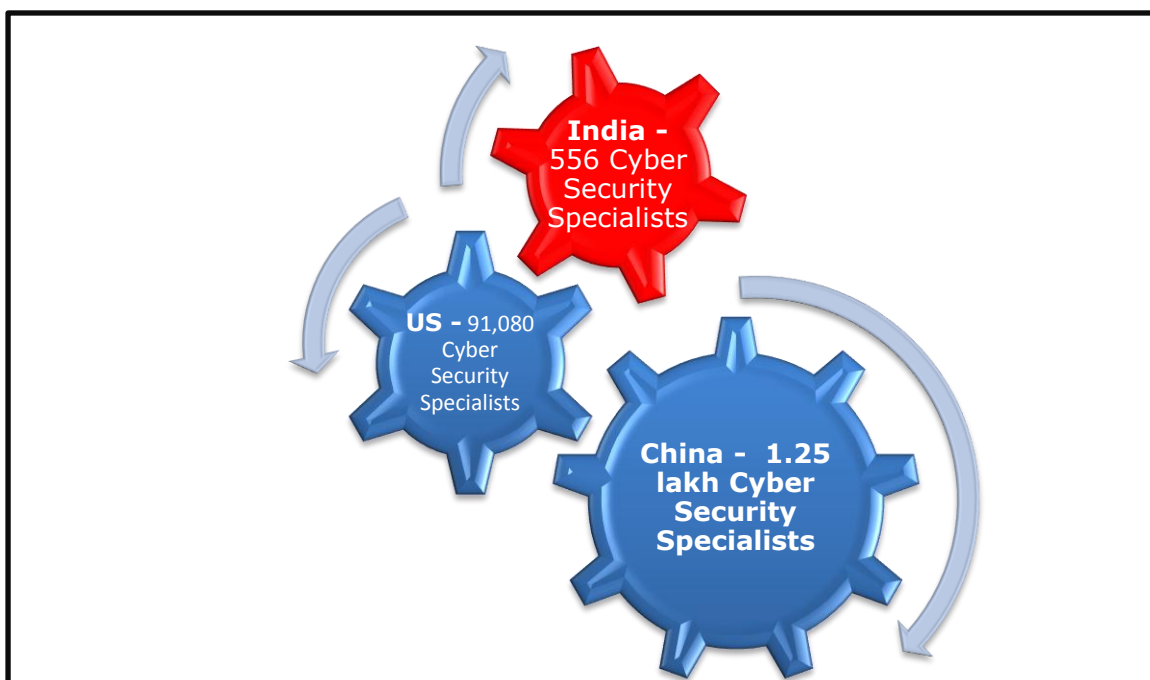 India -
556 Cyber
Security
Specialists
US - 91,080
Cyber
Security
Specialists
China - 1.25
lakh Cyber
Security
Specialists